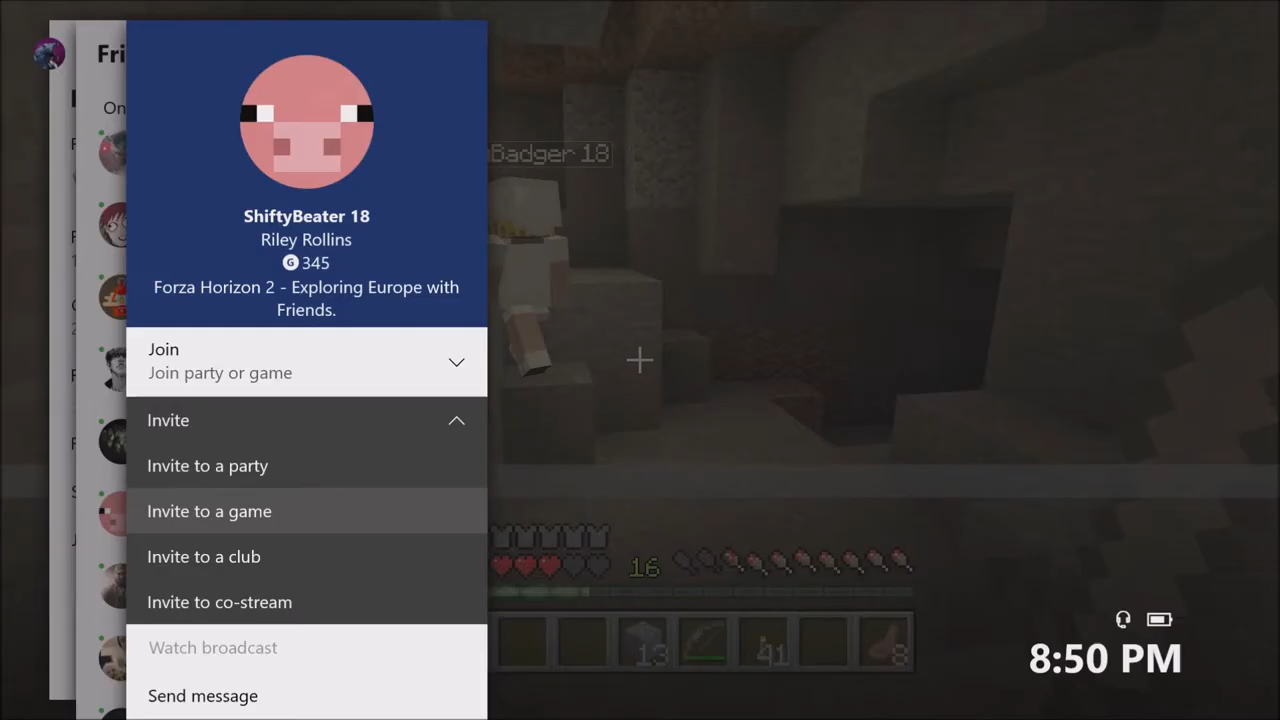 Fri
On
ShiftyBeater 18
Riley Rollins
G 345
Forza Horizon 2 - Exploring Europe with
Friends.
Join
Join party or game
Invite
Invite to a party
Invite to a game
Invite to a club
Invite to co-stream
Watch broadcast
Send message
Badger 18
16
13
41
8
8:50 PM